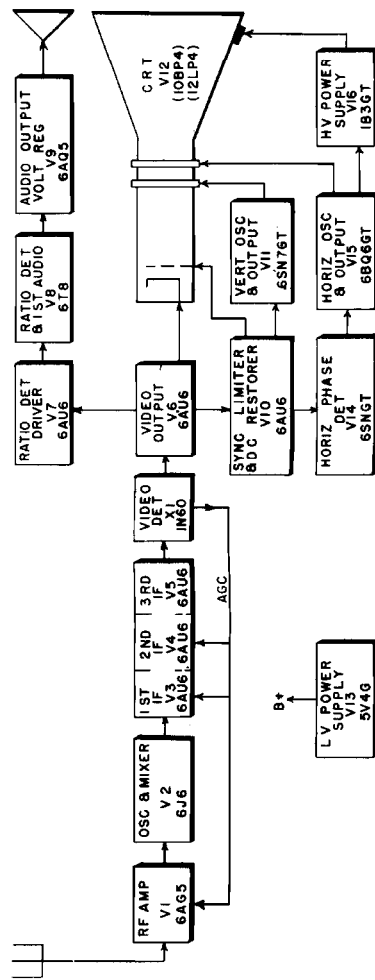 AUDIO OUTPUT
VOLT REG
V9
6AQ5
RATIO DET
& 1ST AUDIO
V8
6T8
RATIO DET
DRIVER
V7
6AU6
CRT
V12
(10BP4)
(12LP4)
HV POWER
SUPPLY
V16
1B3GT
VERT OSC
& OUTPUT
V11
6SN7GT
HORIZ OSC
& OUTPUT
V15
6BQ6GT
VIDEO
OUTPUT
V6
6AU6
SYNC LIMITER
& DC RESTORER
V10
6AU6
HORIZ PHASE
DET
V14
6SNGT
VIDEO
DET
X1
1N60
1ST
IF
V3
6AU6
2ND
IF
V4
6AU6
3RD
IF
V5
6AU6
AGC
OSC & MIXER
V2
6J6
RF AMP
V1
6AG5
B+
LV POWER
SUPPLY
V13
5V4G